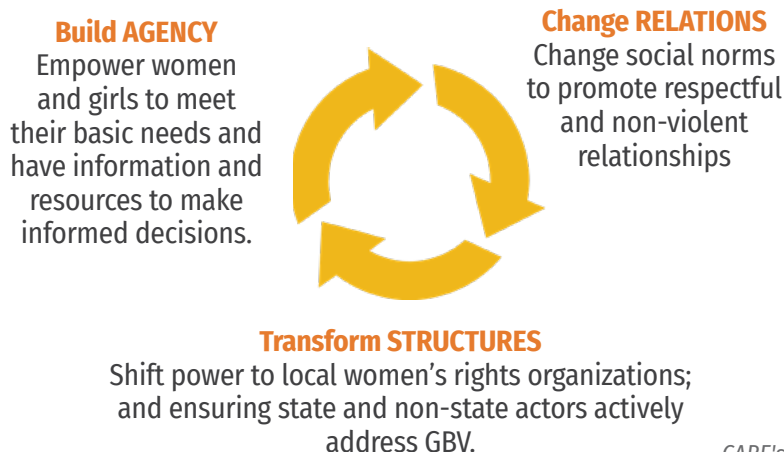 Build AGENCY
Empower women
and girls to meet
their basic needs and
have information and
resources to make
informed decisions.
Change RELATIONS
Change social norms
to promote respectful
and non-violent
relationships
Transform STRUCTURES
Shift power to local women’s rights organizations;
and ensuring state and non-state actors actively
address GBV.